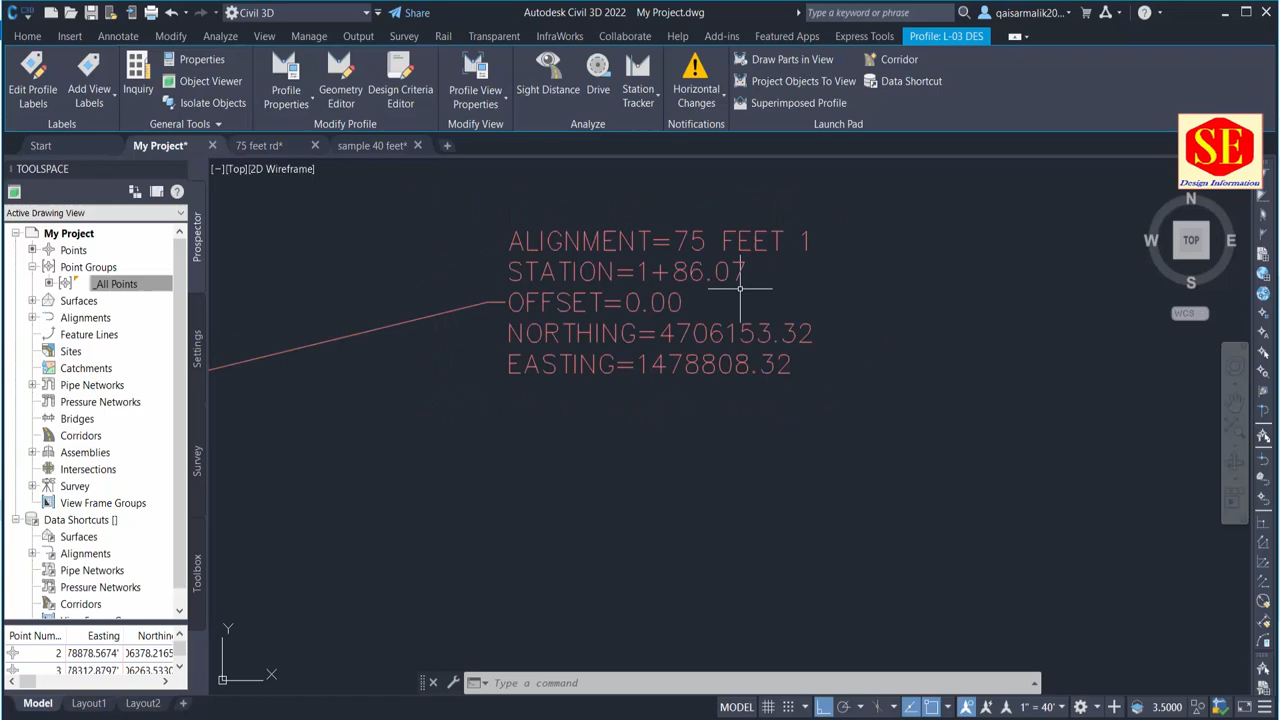 Civil 3D
Share
Autodesk Civil 3D 2022 My Project.dwg
Type a keyword or phrase
qaisarmalik20...
Home Insert Annotate Modify Analyze View Manage Output Survey Rail Transparent InfraWorks Collaborate Help Add-ins Featured Apps Express Tools Profile: L-03 DES
Edit Profile Labels
Add View Labels
Inquiry
Properties
Object Viewer
Isolate Objects
Profile Properties
Geometry Editor
Design Criteria Editor
Profile View Properties
Sight Distance
Drive
Station Tracker
Horizontal Changes
Draw Parts in View
Project Objects To View
Superimposed Profile
Corridor
Data Shortcut
Labels
General Tools
Modify Profile
Modify View
Analyze
Notifications
Launch Pad
Start
My Project*
75 feet rd*
sample 40 feet*
SE
Design Information
TOOLSPACE
[−][Top][2D Wireframe]
Active Drawing View
My Project
Points
Point Groups
All Points
Surfaces
Alignments
Feature Lines
Sites
Catchments
Pipe Networks
Pressure Networks
Bridges
Corridors
Assemblies
Intersections
Survey
View Frame Groups
Data Shortcuts []
Surfaces
Alignments
Pipe Networks
Pressure Networks
Corridors
Prospector
Settings
Survey
Toolbox
ALIGNMENT=75 FEET 1
STATION=1+86.07
OFFSET=0.00
NORTHING=4706153.32
EASTING=1478808.32
N
W TOP E
S
WCS
Point Num... Easting Northin
2 78878.5674'
3 78312.8797'
Y
X
Type a command
Model Layout1 Layout2
MODEL
1" = 40'
3.5000